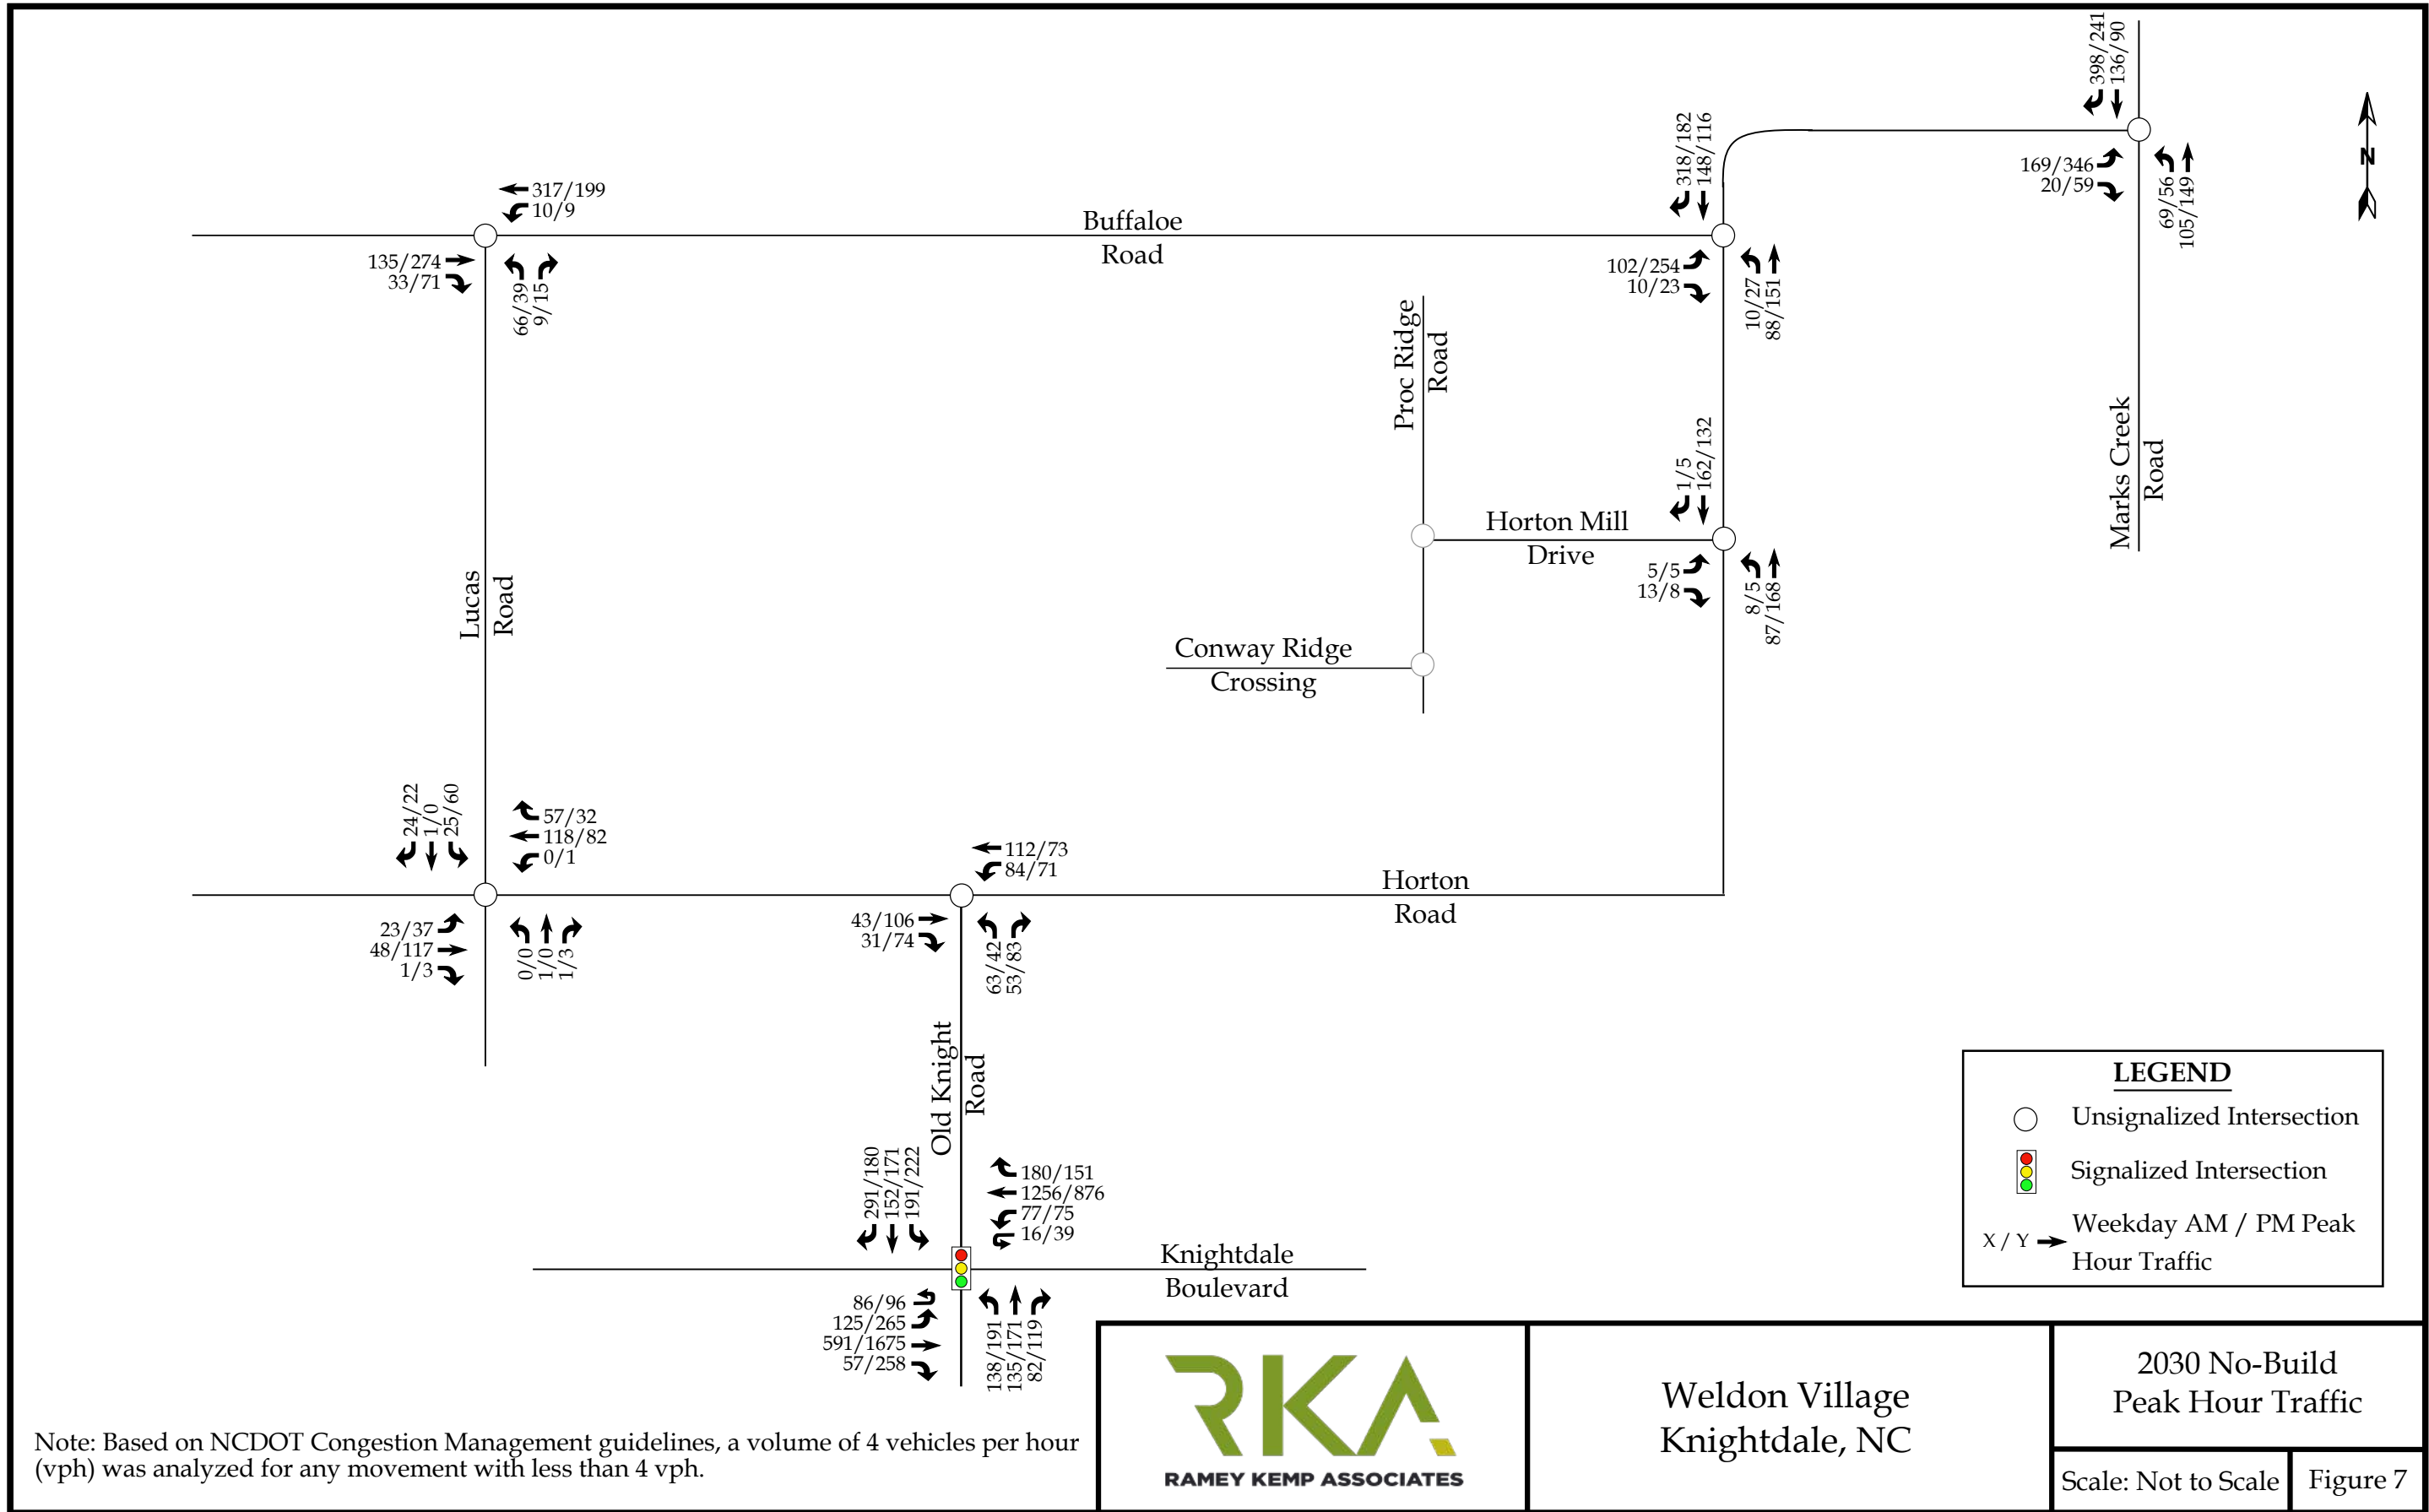 398/241
136/90
N
169/346
20/59
69/56
105/149
318/182
148/116
317/199
10/9
Buffaloe
Road
135/274
33/71
66/39
9/15
102/254
10/23
10/27
88/151
Proc Ridge
Road
Marks Creek
Road
1/5
162/132
Horton Mill
Drive
5/5
13/8
8/5
87/168
Lucas
Road
Conway Ridge
Crossing
24/22
1/0
25/60
57/32
118/82
0/1
112/73
84/71
Horton
Road
23/37
48/117
1/3
0/0
1/0
1/3
43/106
31/74
63/42
53/83
Old Knight
Road
291/180
152/171
191/222
180/151
1256/876
77/75
16/39
Knightdale
Boulevard
86/96
125/265
591/1675
57/258
138/191
135/171
82/119
LEGEND
Unsignalized Intersection
Signalized Intersection
X / Y
Weekday AM / PM Peak
Hour Traffic
Note: Based on NCDOT Congestion Management guidelines, a volume of 4 vehicles per hour
(vph) was analyzed for any movement with less than 4 vph.
RKA
RAMEY KEMP ASSOCIATES
Weldon Village
Knightdale, NC
2030 No-Build
Peak Hour Traffic
Scale: Not to Scale
Figure 7